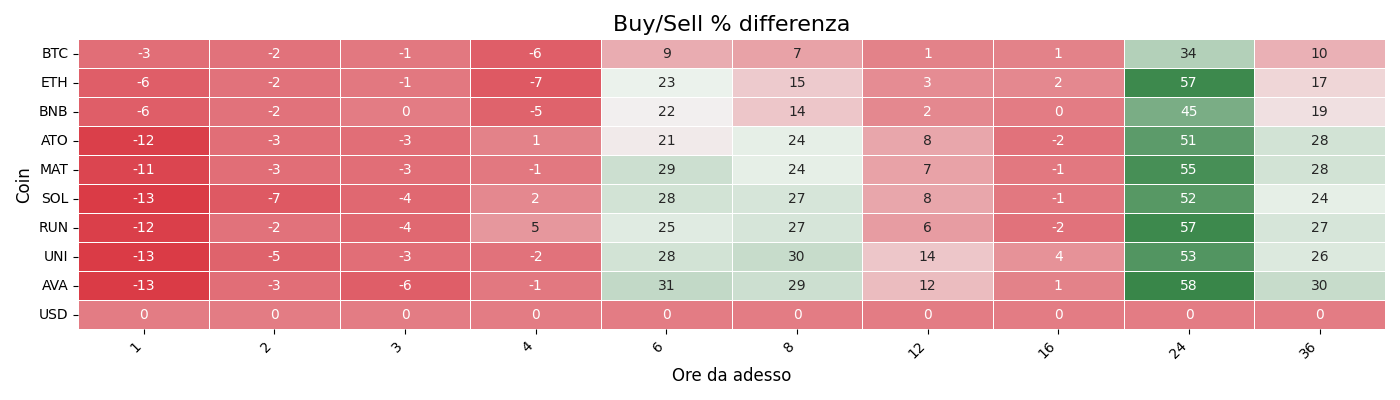 Buy/Sell % differenza
Coin
BTC -3 -2 -1 -6 9 7 1 1 34 10
ETH -6 -2 -1 -7 23 15 3 2 57 17
BNB -6 -2 0 -5 22 14 2 0 45 19
ATO -12 -3 -3 1 21 24 8 -2 51 28
MAT -11 -3 -3 -1 29 24 7 -1 55 28
SOL -13 -7 -4 2 28 27 8 -1 52 24
RUN -12 -2 -4 5 25 27 6 -2 57 27
UNI -13 -5 -3 -2 28 30 14 4 53 26
AVA -13 -3 -6 -1 31 29 12 1 58 30
USD 0 0 0 0 0 0 0 0 0 0
1 2 3 4 6 8 12 16 24 36
Ore da adesso